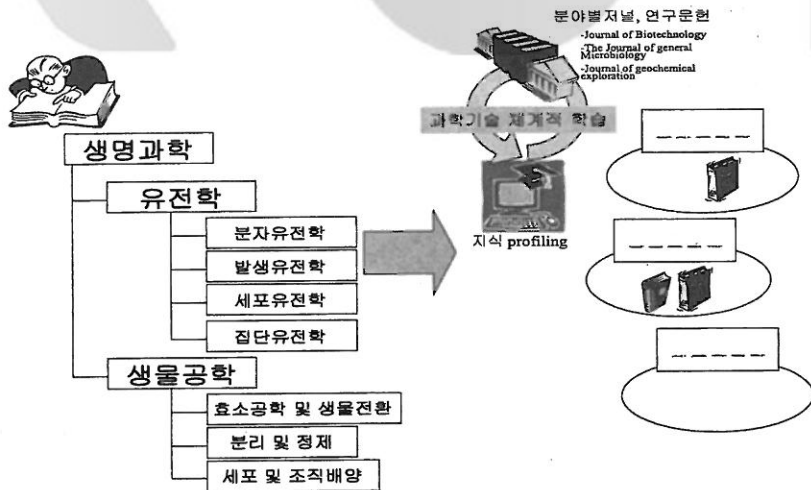 분야별저널, 연구문헌
-Journal of Biotechnology
-The Journal of general
Microbiology
-Journal of geochemical
exploration
과학기술 체계적 학습
지식 profiling
생명과학
유전학
분자유전학
발생유전학
세포유전학
집단유전학
생물공학
효소공학 및 생물전환
분리 및 정제
세포 및 조직배양